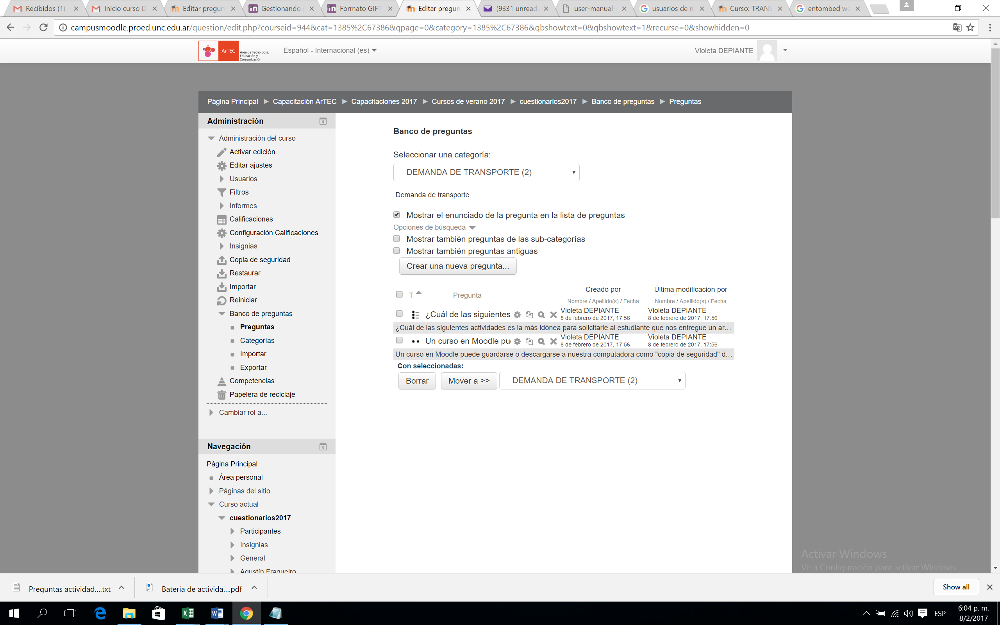 Recibidos (1)
Inicio curso D
Editar pregun
Gestionando
Formato GIFT
Editar pregun
(9331 unread
user-manual-
usuarios de m
Curso: TRANS
entombed wo
campusmoodle.proed.unc.edu.ar/question/edit.php?courseid=944&cat=1385%2C67386&qpage=0&category=1385%2C67386&qbshowtext=0&qbshowtext=1&recurse=0&showhidden=0
ArTEC
Area de Tecnología,
Educación y
Comunicación
Español - Internacional (es)
Violeta DEPIANTE
Página Principal ► Capacitación ArTEC ► Capacitaciones 2017 ► Cursos de verano 2017 ► cuestionarios2017 ► Banco de preguntas ► Preguntas
Administración
Administración del curso
Activar edición
Editar ajustes
Usuarios
Filtros
Informes
Calificaciones
Configuración Calificaciones
Insignias
Copia de seguridad
Restaurar
Importar
Reiniciar
Banco de preguntas
Preguntas
Categorías
Importar
Exportar
Competencias
Papelera de reciclaje
Cambiar rol a...
Navegación
Página Principal
Área personal
Páginas del sitio
Curso actual
cuestionarios2017
Participantes
Insignias
General
Agustín Fragueiro
Banco de preguntas
Seleccionar una categoría:
DEMANDA DE TRANSPORTE (2)
Demanda de transporte
Mostrar el enunciado de la pregunta en la lista de preguntas
Opciones de búsqueda
Mostrar también preguntas de las sub-categorías
Mostrar también preguntas antiguas
Crear una nueva pregunta...
T Pregunta Creado por Última modificación por
Nombre / Apellido(s) / Fecha Nombre / Apellido(s) / Fecha
¿Cuál de las siguientes Violeta DEPIANTE Violeta DEPIANTE
8 de febrero de 2017, 17:56 8 de febrero de 2017, 17:56
¿Cuál de las siguientes actividades es la más idónea para solicitarle al estudiante que nos entregue un ar...
Un curso en Moodle pu Violeta DEPIANTE Violeta DEPIANTE
8 de febrero de 2017, 17:56 8 de febrero de 2017, 17:56
Un curso en Moodle puede guardarse o descargarse a nuestra computadora como "copia de seguridad" d...
Con seleccionadas:
Borrar Mover a >> DEMANDA DE TRANSPORTE (2)
Activar Windows
Ve a Configuración para activar Windows.
Preguntas actividad....txt
Batería de activida....pdf
Show all
ESP
6:04 p. m.
8/2/2017